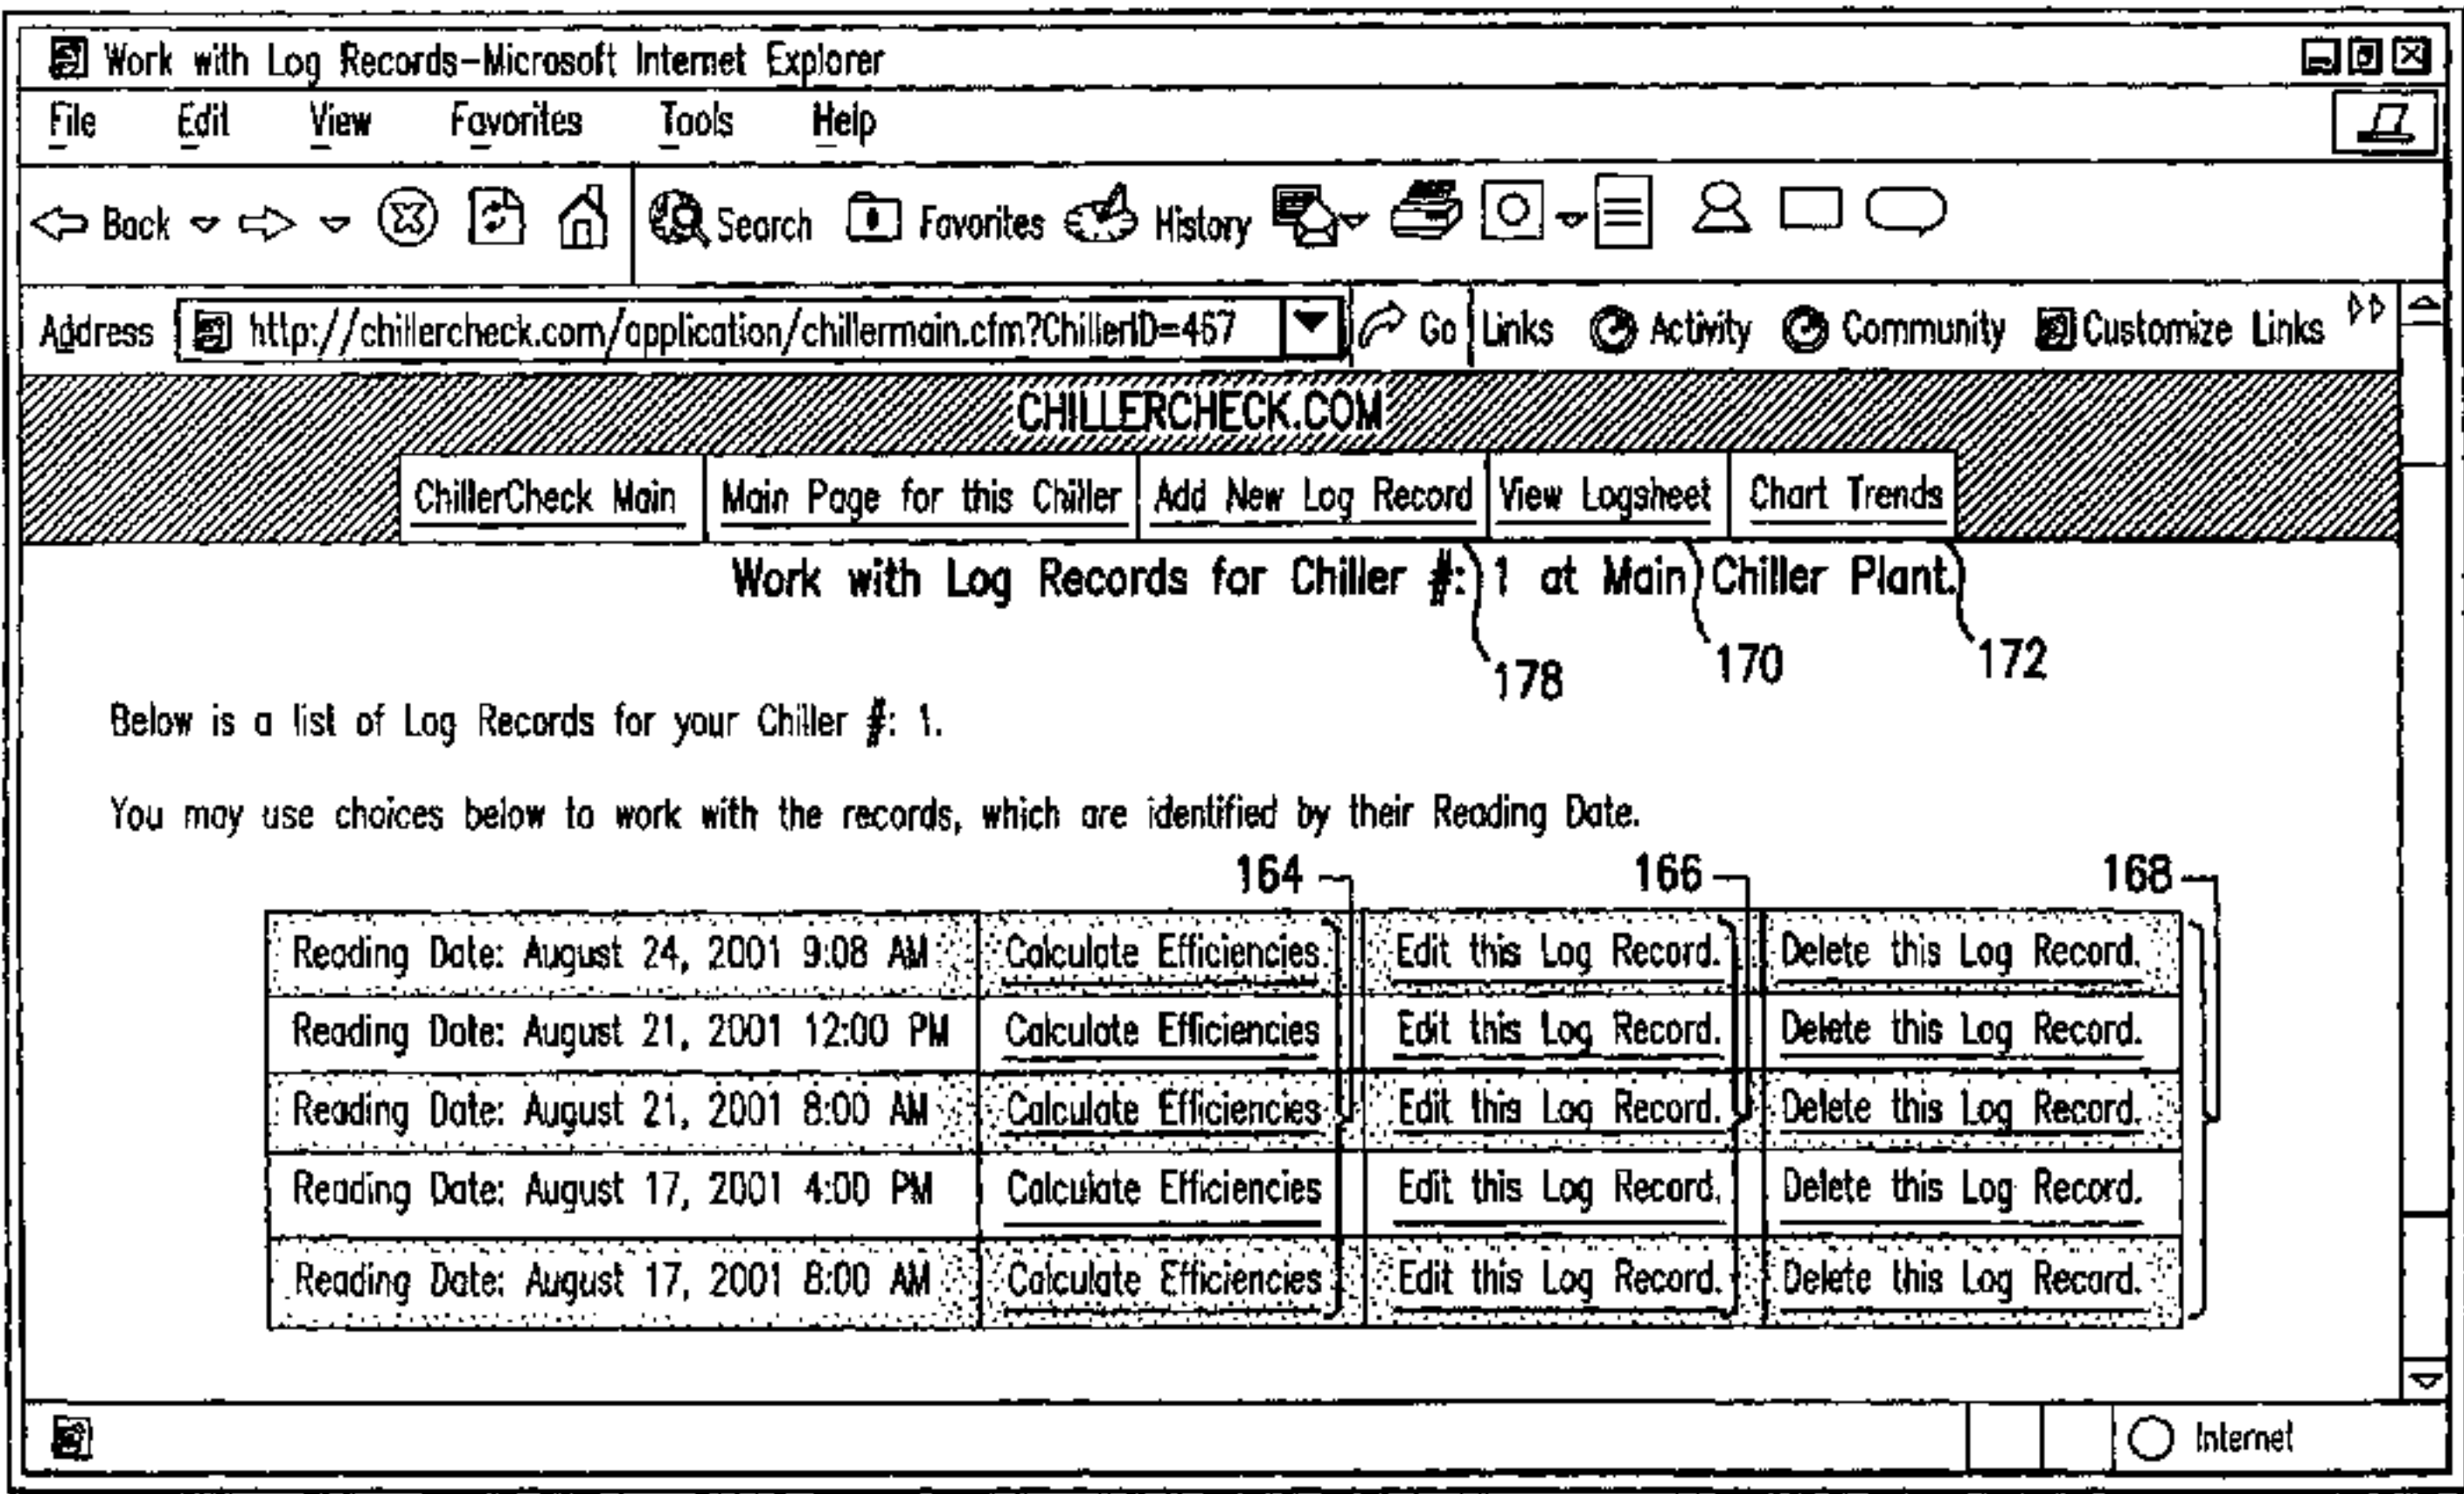 Work with Log Records-Microsoft Internet Explorer
File Edit View Favorites Tools Help
Back Search Favorites History
Address http://chillercheck.com/application/chillermain.cfm?ChillerID=467 Go Links Activity Community Customize Links
CHILLERCHECK.COM
ChillerCheck Main Main Page for this Chiller Add New Log Record View Logsheet Chart Trends
Work with Log Records for Chiller #: 1 at Main Chiller Plant.
178 170 172
Below is a list of Log Records for your Chiller #: 1.
You may use choices below to work with the records, which are identified by their Reading Date.
164 166 168
Reading Date: August 24, 2001 9:08 AM Calculate Efficiencies. Edit this Log Record. Delete this Log Record.
Reading Date: August 21, 2001 12:00 PM Calculate Efficiencies Edit this Log Record. Delete this Log Record.
Reading Date: August 21, 2001 8:00 AM Calculate Efficiencies Edit this Log Record. Delete this Log Record.
Reading Date: August 17, 2001 4:00 PM Calculate Efficiencies Edit this Log Record. Delete this Log Record.
Reading Date: August 17, 2001 8:00 AM Calculate Efficiencies Edit this Log Record. Delete this Log Record.
Internet